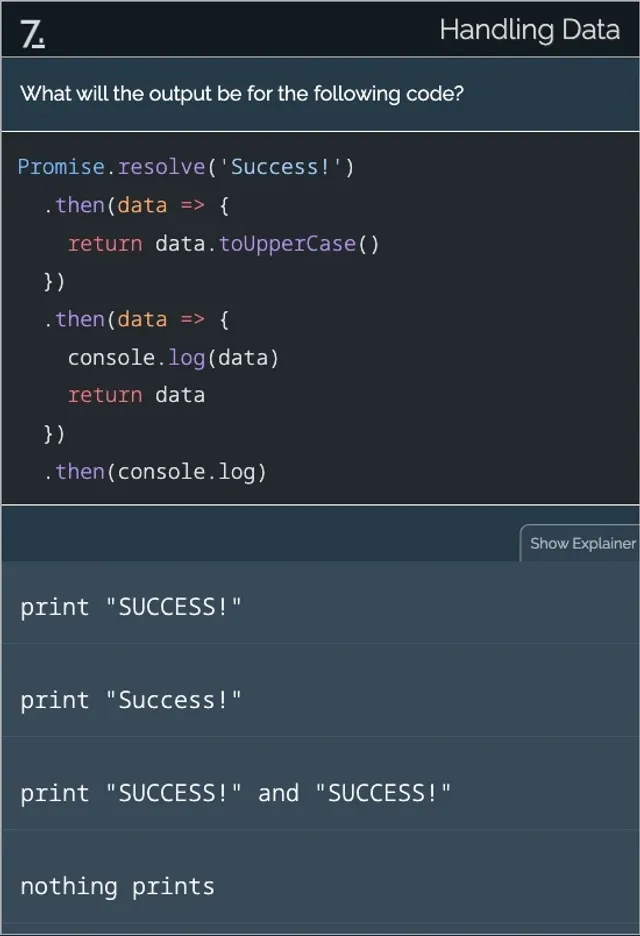 7.
Handling Data
What will the output be for the following code?
Promise.resolve('Success!')
  .then(data => {
    return data.toUpperCase()
  })
  .then(data => {
    console.log(data)
    return data
  })
  .then(console.log)
Show Explainer
print "SUCCESS!"
print "Success!"
print "SUCCESS!" and "SUCCESS!"
nothing prints